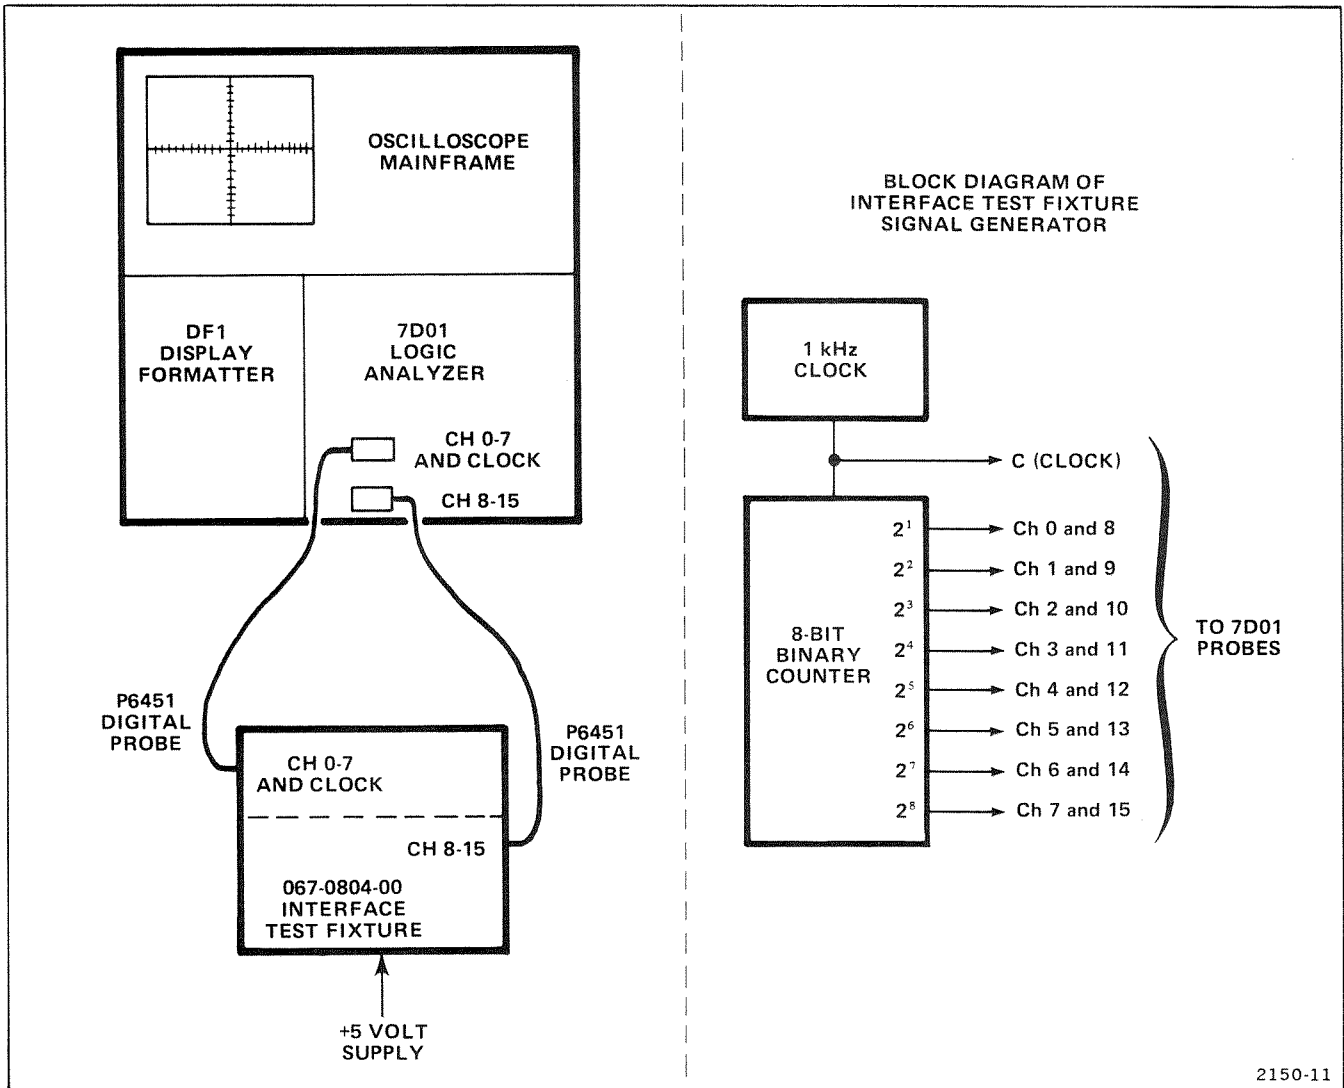 OSCILLOSCOPE
MAINFRAME
DF1
DISPLAY
FORMATTER
7D01
LOGIC
ANALYZER
CH 0-7
AND CLOCK
CH 8-15
P6451
DIGITAL
PROBE
P6451
DIGITAL
PROBE
CH 0-7
AND CLOCK
CH 8-15
067-0804-00
INTERFACE
TEST FIXTURE
+5 VOLT
SUPPLY
BLOCK DIAGRAM OF
INTERFACE TEST FIXTURE
SIGNAL GENERATOR
1 kHz
CLOCK
C (CLOCK)
8-BIT
BINARY
COUNTER
2¹ Ch 0 and 8
2² Ch 1 and 9
2³ Ch 2 and 10
2⁴ Ch 3 and 11
2⁵ Ch 4 and 12
2⁶ Ch 5 and 13
2⁷ Ch 6 and 14
2⁸ Ch 7 and 15
TO 7D01
PROBES
2150-11